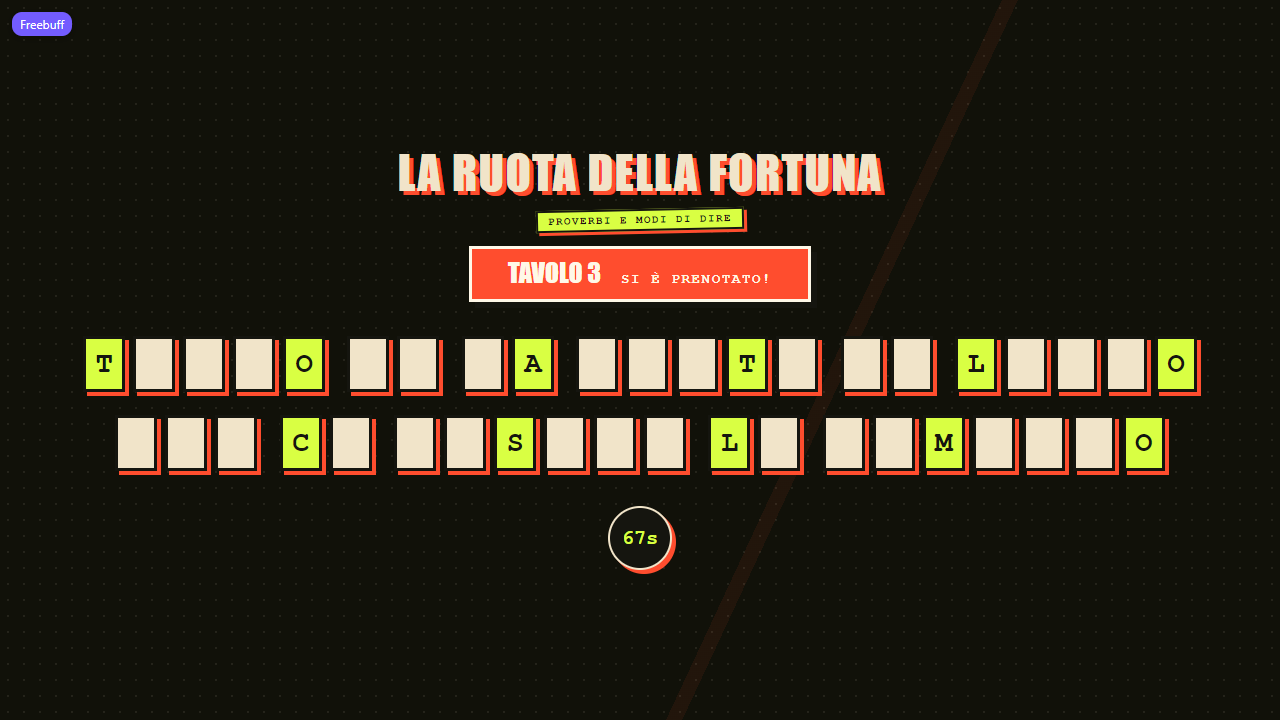 Freebuff
LA RUOTA DELLA FORTUNA
PROVERBI E MODI DI DIRE
TAVOLO 3 SI È PRENOTATO!
T O A T L O
C S L M O
67s